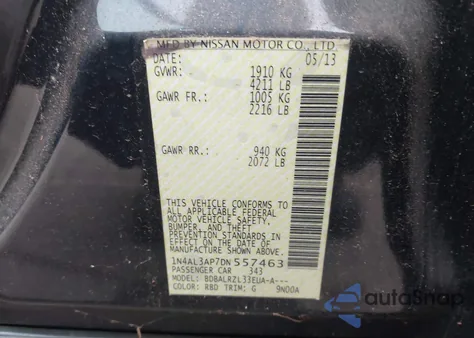 MFD BY NISSAN MOTOR CO., LTD.
DATE: 05/13
GVWR: 1910 KG
4211 LB
GAWR FR.: 1005 KG
2216 LB
GAWR RR.: 940 KG
2072 LB
THIS VEHICLE CONFORMS TO
ALL APPLICABLE FEDERAL
MOTOR VEHICLE SAFETY,
BUMPER, AND THEFT
PREVENTION STANDARDS
IN EFFECT ON THE DATE OF
MANUFACTURE SHOWN ABOVE.
1N4AL3AP7DN557463
PASSENGER CAR 343
MODEL: BDBALRZL33EUA-A---
COLOR: RBD TRIM: G 9N00A
autoSnap